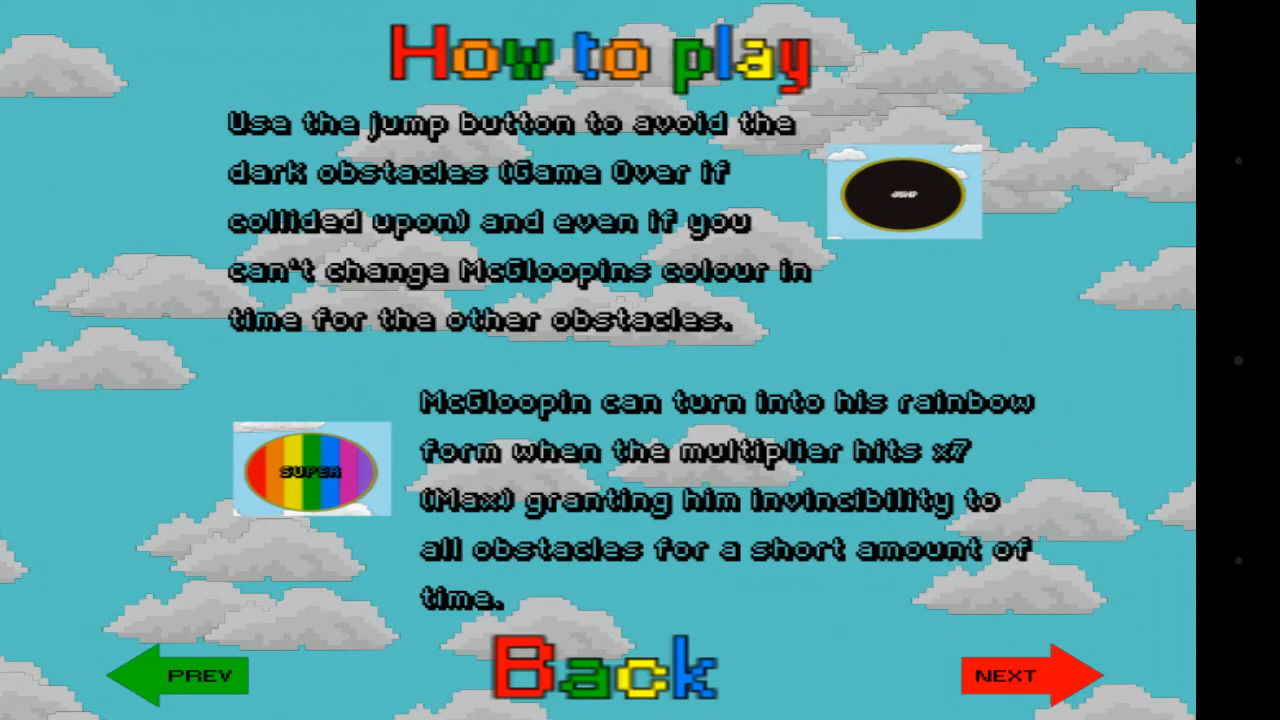 How to play
Use the jump button to avoid the
dark obstacles (Game Over if
collided upon) and even if you
can't change McGloopins colour in
time for the other obstacles.
JUMP
McGloopin can turn into his rainbow
form when the multiplier hits x7
(Max) granting him invincibility to
all obstacles for a short amount of
time.
SUPER
PREV
Back
NEXT